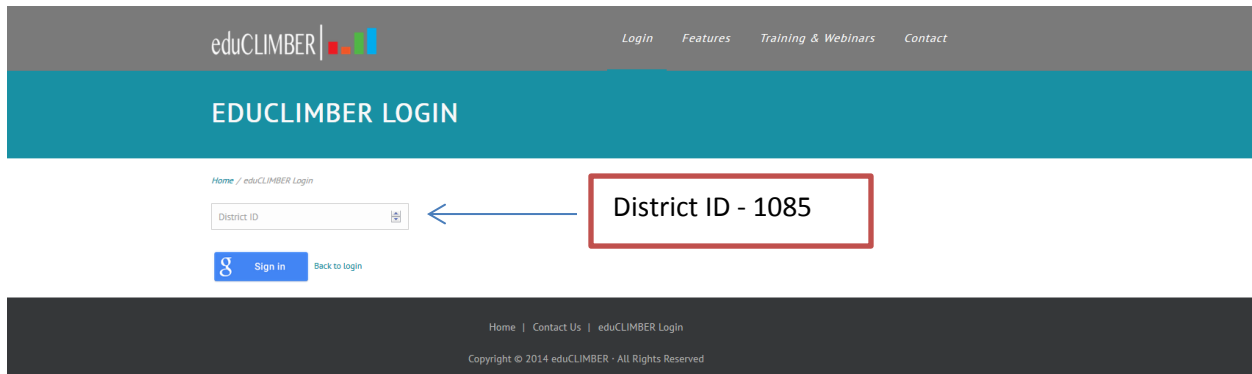 eduCLIMBER
Login Features Training & Webinars Contact
EDUCLIMBER LOGIN
Home / eduCLIMBER Login
District ID
District ID - 1085
g Sign in Back to login
Home | Contact Us | eduCLIMBER Login
Copyright © 2014 eduCLIMBER · All Rights Reserved